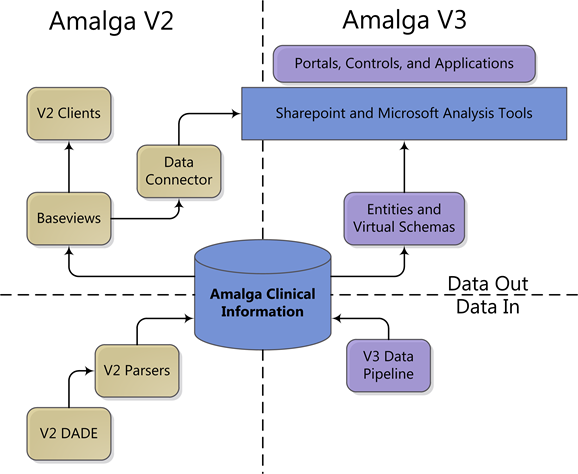 Amalga V2
Amalga V3
Portals, Controls, and Applications
Sharepoint and Microsoft Analysis Tools
V2 Clients
Data
Connector
Baseviews
Entities and
Virtual Schemas
Amalga Clinical
Information
Data Out
Data In
V2 Parsers
V3 Data
Pipeline
V2 DADE